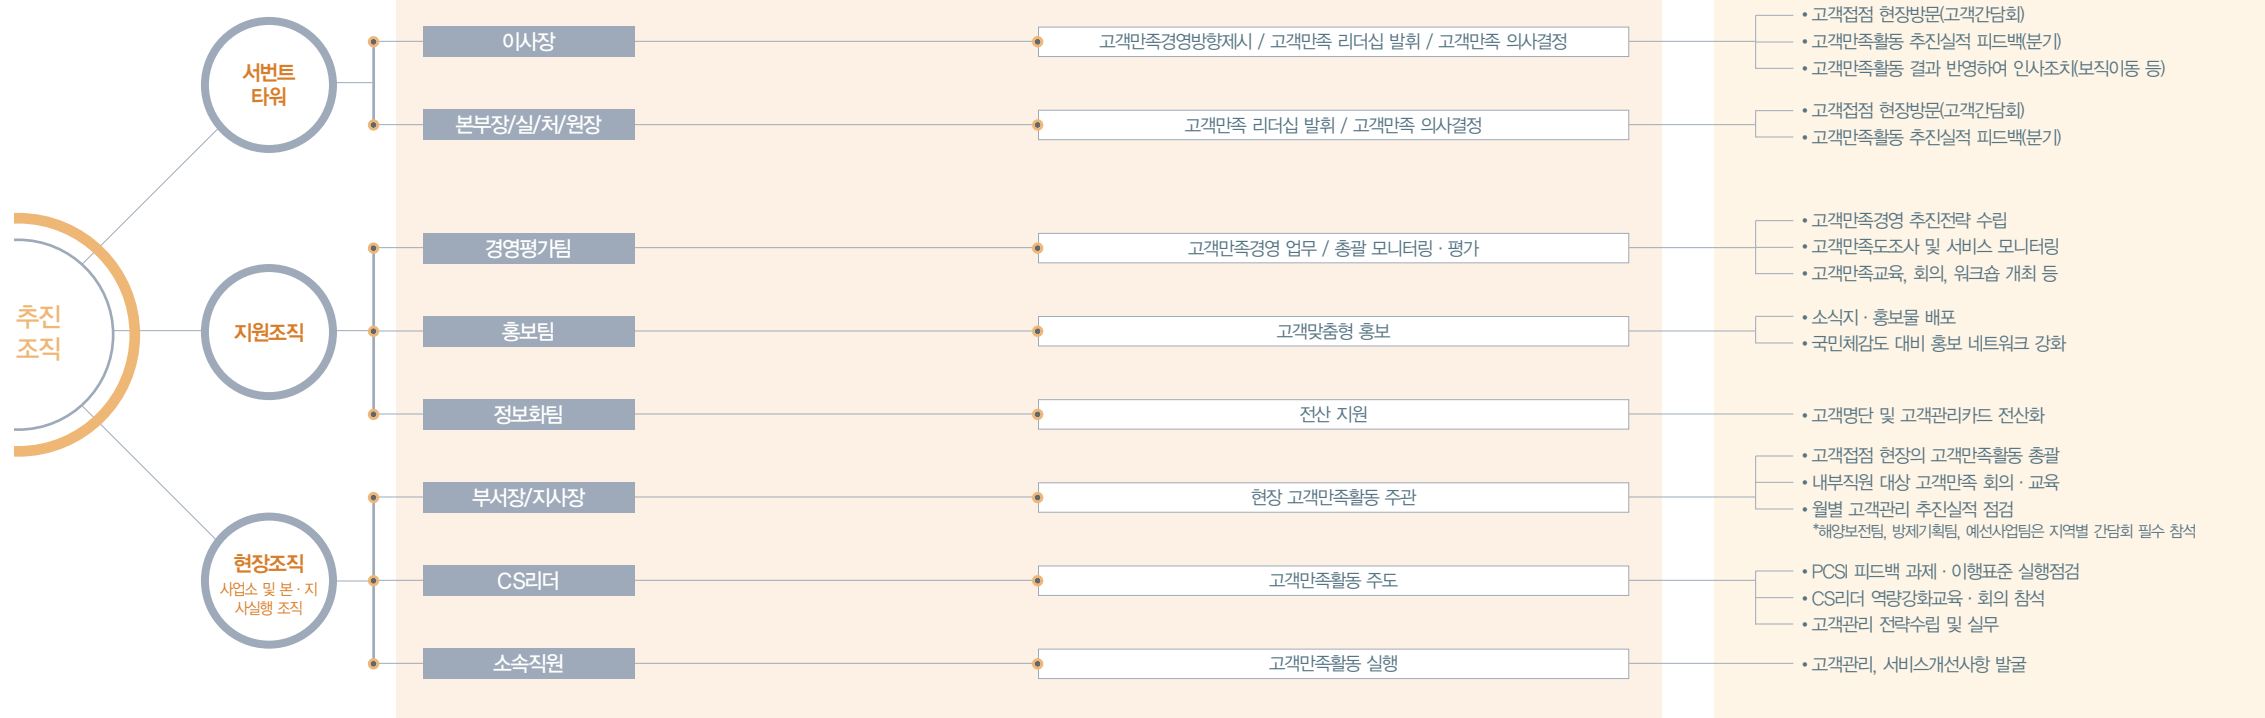 추진
조직
서번트
타워
이사장
고객만족경영방향제시 / 고객만족 리더십 발휘 / 고객만족 의사결정
• 고객접점 현장방문(고객간담회)
• 고객만족활동 추진실적 피드백(분기)
• 고객만족활동 결과 반영하여 인사조치(보직이동 등)
본부장/실/처/원장
고객만족 리더십 발휘 / 고객만족 의사결정
• 고객접점 현장방문(고객간담회)
• 고객만족활동 추진실적 피드백(분기)
지원조직
경영평가팀
고객만족경영 업무 / 총괄 모니터링 · 평가
• 고객만족경영 추진전략 수립
• 고객만족도조사 및 서비스 모니터링
• 고객만족교육, 회의, 워크숍 개최 등
홍보팀
고객맞춤형 홍보
• 소식지 · 홍보물 배포
• 국민체감도 대비 홍보 네트워크 강화
정보화팀
전산 지원
• 고객명단 및 고객관리카드 전산화
현장조직
사업소 및 본 · 지
사실행 조직
부서장/지사장
현장 고객만족활동 주관
• 고객접점 현장의 고객만족활동 총괄
• 내부직원 대상 고객만족 회의 · 교육
• 월별 고객관리 추진실적 점검
*해양보전팀, 방제기획팀, 예선사업팀은 지역별 간담회 필수 참석
CS리더
고객만족활동 주도
• PCSI 피드백 과제 · 이행표준 실행점검
• CS리더 역량강화교육 · 회의 참석
• 고객관리 전략수립 및 실무
소속직원
고객만족활동 실행
• 고객관리, 서비스개선사항 발굴